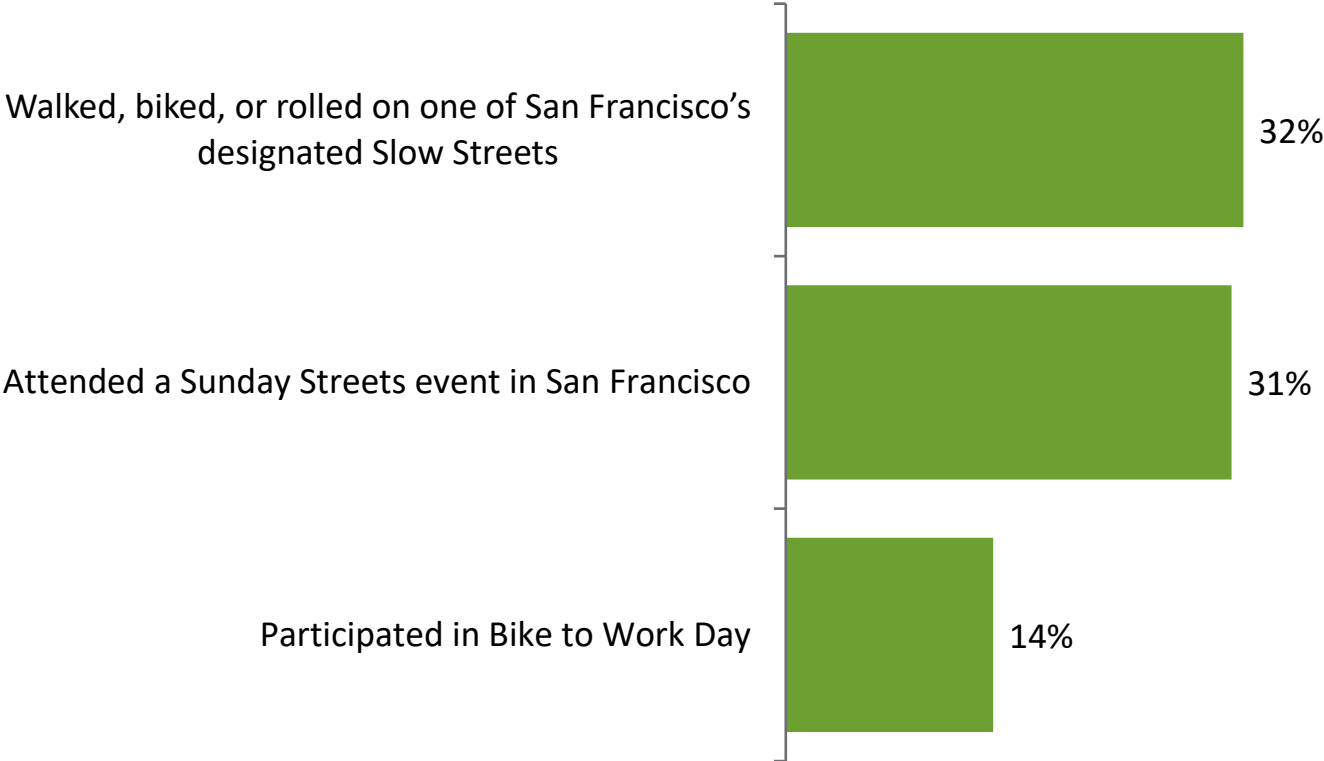 Walked, biked, or rolled on one of San Francisco’s
designated Slow Streets
32%
Attended a Sunday Streets event in San Francisco
31%
Participated in Bike to Work Day
14%